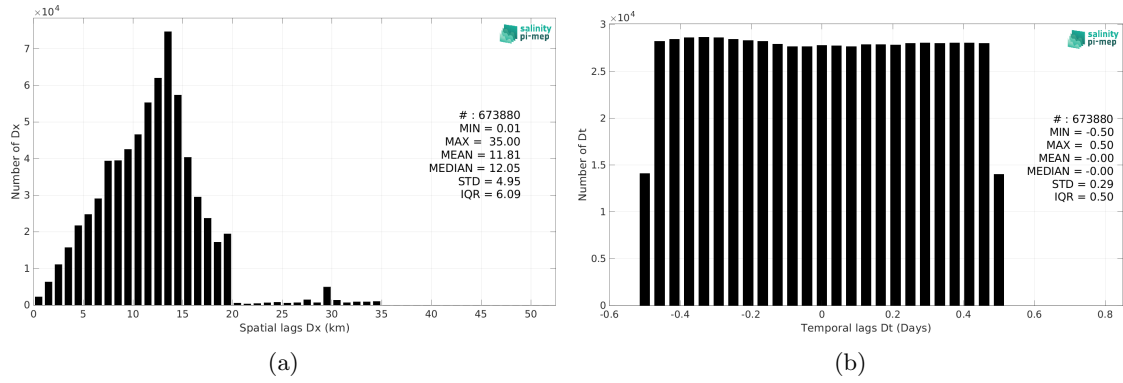 ×10⁴
salinity
pi-mep
7
6
5
4
3
2
1
0
Number of Dx
# : 673880
MIN = 0.01
MAX = 35.00
MEAN = 11.81
MEDIAN = 12.05
STD = 4.95
IQR = 6.09
0 5 10 15 20 25 30 35 40 45 50
Spatial lags Dx (km)
(a)
×10⁴
salinity
pi-mep
3
2.5
2
1.5
1
0.5
0
Number of Dt
# : 673880
MIN = -0.50
MAX = 0.50
MEAN = -0.00
MEDIAN = -0.00
STD = 0.29
IQR = 0.50
-0.6 -0.4 -0.2 0 0.2 0.4 0.6 0.8
Temporal lags Dt (Days)
(b)